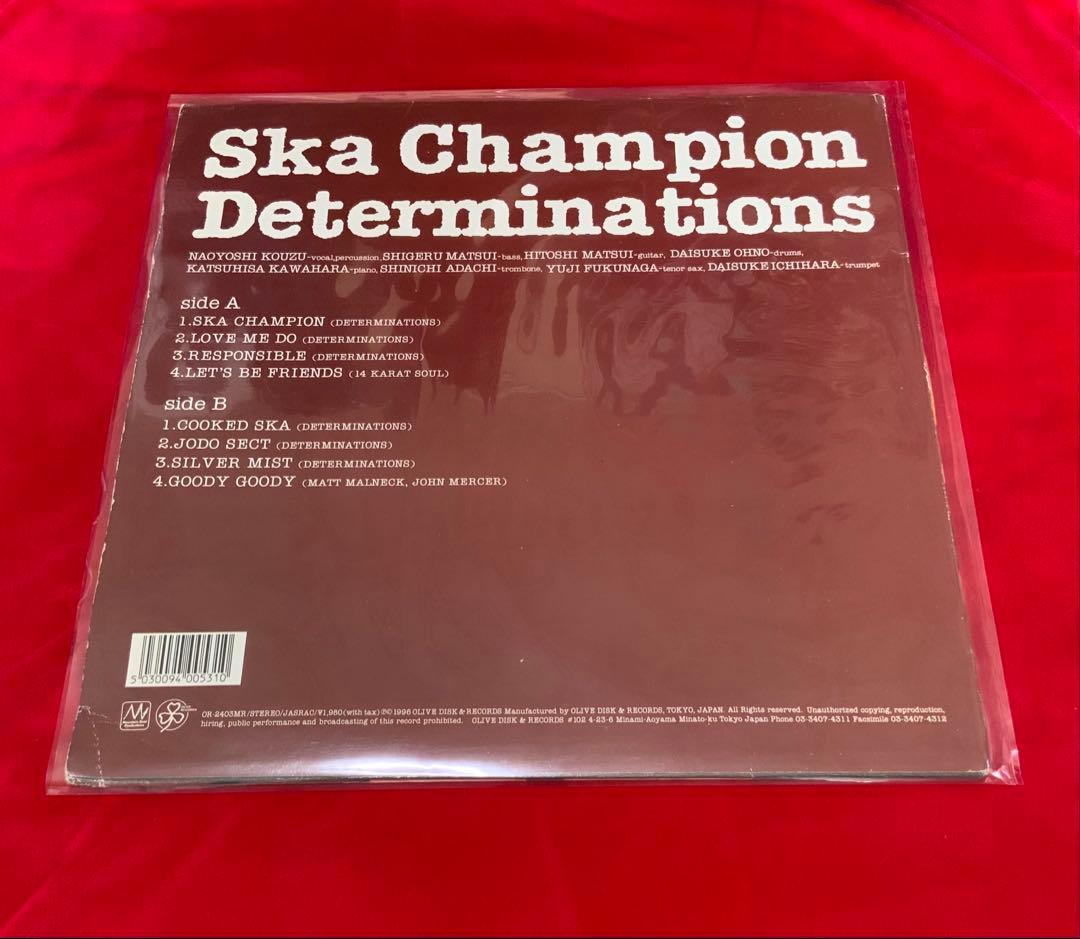 Ska Champion
Determinations
NAOYOSHI KOUZU-vocal,percussion, SHIGERU MATSUI-bass, HITOSHI MATSUI-guitar, DAISUKE OHNO-drums,
KATSUHISA KAWAHARA-piano, SHINICHI ADACHI-trombone, YUJI FUKUNAGA-tenor sax, DAISUKE ICHIHARA-trumpet
side A
1.SKA CHAMPION (DETERMINATIONS)
2.LOVE ME DO (DETERMINATIONS)
3.RESPONSIBLE (DETERMINATIONS)
4.LET'S BE FRIENDS (14 KARAT SOUL)
side B
1.COOKED SKA (DETERMINATIONS)
2.JODO SECT (DETERMINATIONS)
3.SILVER MIST (DETERMINATIONS)
4.GOODY GOODY (MATT MALNECK, JOHN MERCER)
5 030094 005310
OR-2403MR/STEREO/JASRAC/¥1,980(with tax) ℗© 1996 OLIVE DISK & RECORDS Manufactured by OLIVE DISK & RECORDS, TOKYO, JAPAN. All Rights reserved. Unauthorized copying, reproduction,
hiring, public performance and broadcasting of this record prohibited. OLIVE DISK & RECORDS #102 4-23-6 Minami-Aoyama Minato-ku Tokyo Japan Phone 03-3407-4311 Facsimile 03-3407-4312